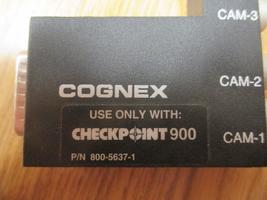 CAM-3
COGNEX
CAM-2
USE ONLY WITH:
CHECKPOINT 900
CAM-1
P/N 800-5637-1